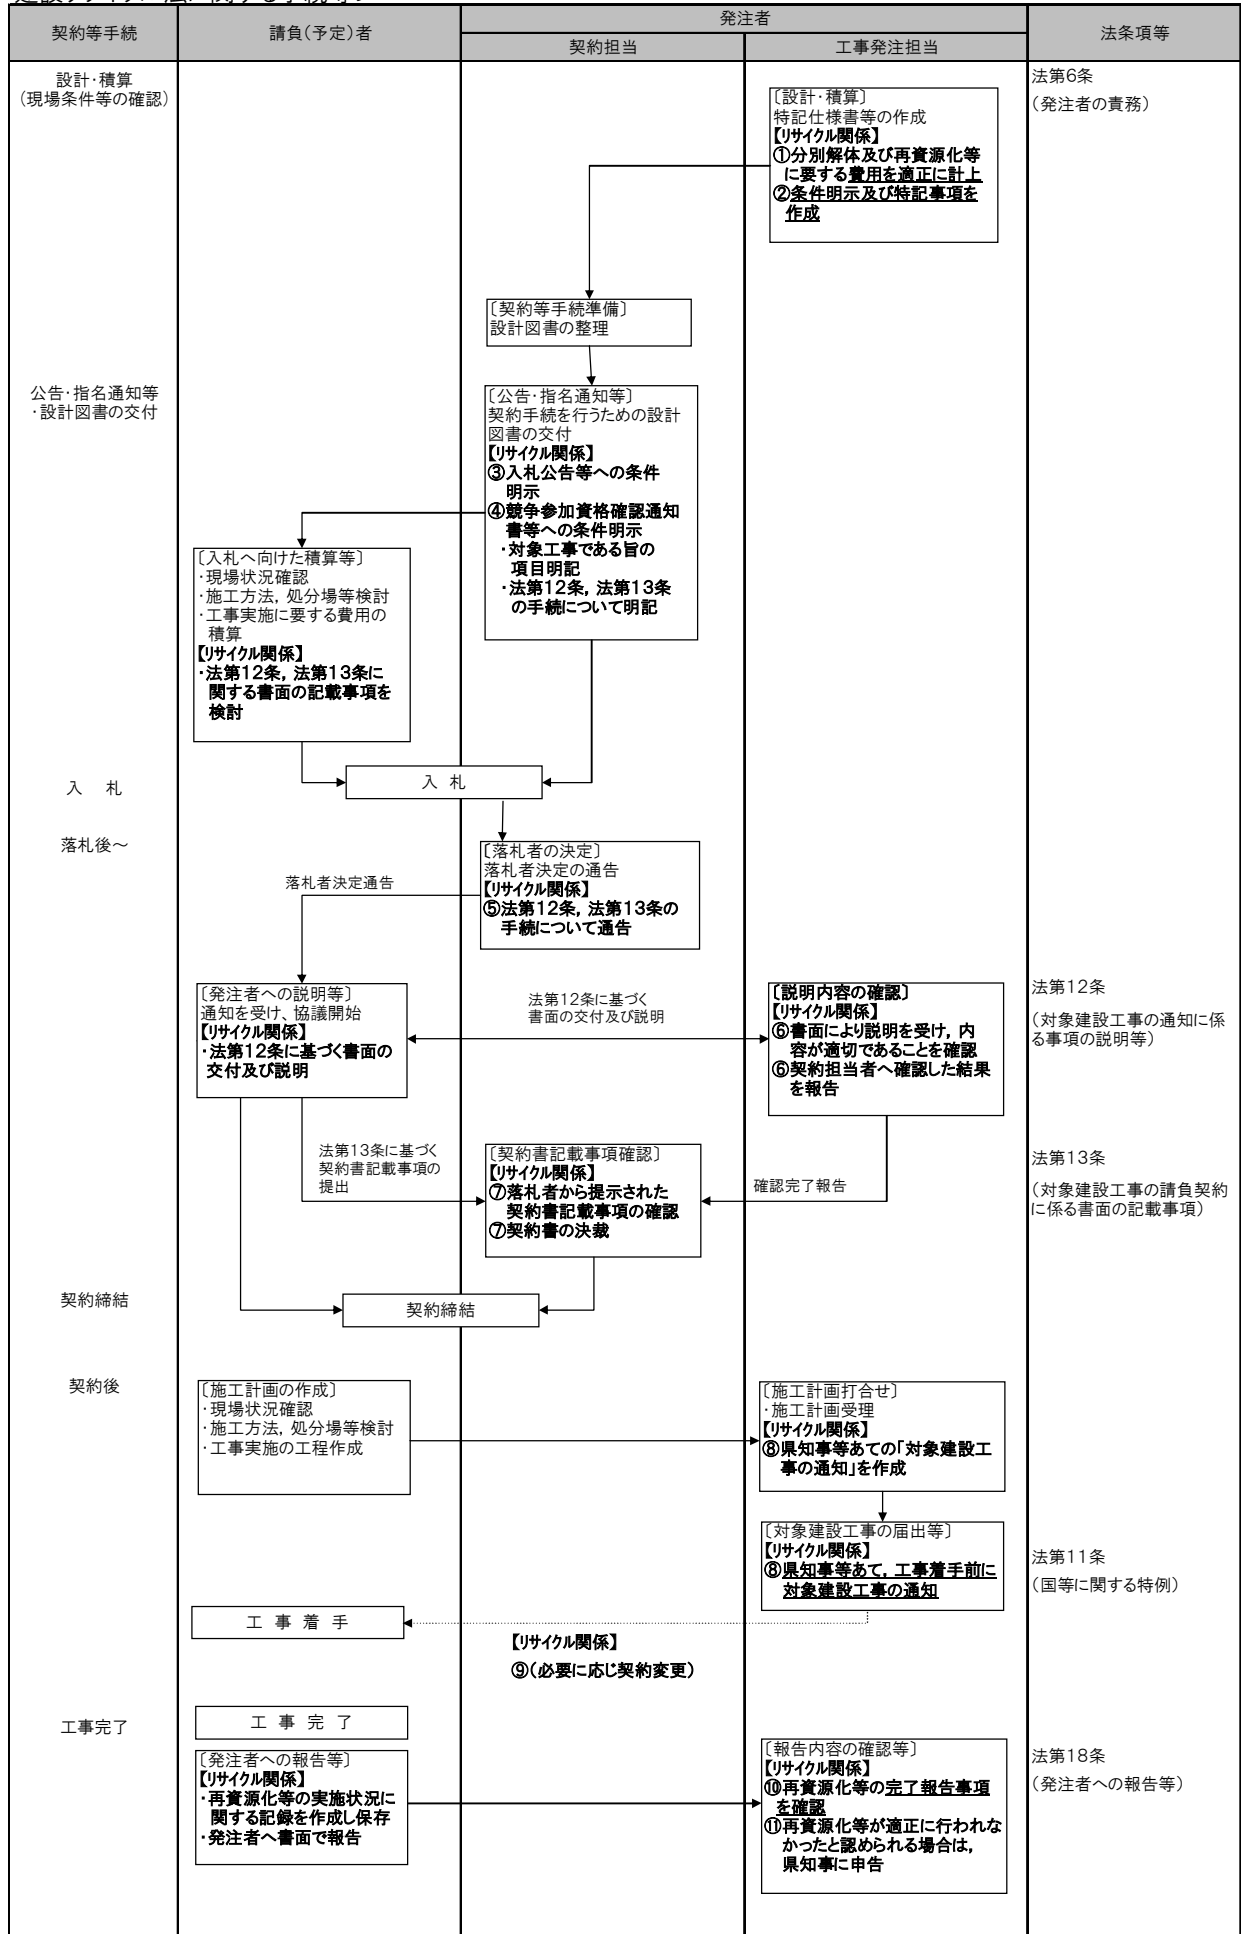 契約等手続
請負(予定)者
発注者
契約担当
工事発注担当
法条項等
設計・積算
(現場条件等の確認)
〔設計・積算〕
特記仕様書等の作成
【リサイクル関係】
①分別解体及び再資源化等
に要する費用を適正に計上
②条件明示及び特記事項を
作成
法第6条
(発注者の責務)
〔契約等手続準備〕
設計図書の整理
公告・指名通知等
・設計図書の交付
〔公告・指名通知等〕
契約手続を行うための設計
図書の交付
【リサイクル関係】
③入札公告等への条件
明示
④競争参加資格確認通知
書等への条件明示
・対象工事である旨の
項目明記
・法第12条，法第13条
の手続について明記
〔入札へ向けた積算等〕
・現場状況確認
・施工方法，処分場等検討
・工事実施に要する費用の
積算
【リサイクル関係】
・法第12条，法第13条に
関する書面の記載事項を
検討
入　札
入　札
落札後～
〔落札者の決定〕
落札者決定の通告
【リサイクル関係】
⑤法第12条，法第13条の
手続について通告
落札者決定通告
〔発注者への説明等〕
通知を受け、協議開始
【リサイクル関係】
・法第12条に基づく書面の
交付及び説明
法第12条に基づく
書面の交付及び説明
〔説明内容の確認〕
【リサイクル関係】
⑥書面により説明を受け，内
容が適切であることを確認
⑥契約担当者へ確認した結果
を報告
法第12条
(対象建設工事の通知に係
る事項の説明等)
法第13条に基づく
契約書記載事項の
提出
〔契約書記載事項確認〕
【リサイクル関係】
⑦落札者から提示された
契約書記載事項の確認
⑦契約書の決裁
確認完了報告
法第13条
(対象建設工事の請負契約
に係る書面の記載事項)
契約締結
契約締結
契約後
〔施工計画の作成〕
・現場状況確認
・施工方法，処分場等検討
・工事実施の工程作成
〔施工計画打合せ〕
・施工計画受理
【リサイクル関係】
⑧県知事等あての「対象建設工
事の通知」を作成
〔対象建設工事の届出等〕
【リサイクル関係】
⑧県知事等あて，工事着手前に
対象建設工事の通知
法第11条
(国等に関する特例)
工 事 着 手
【リサイクル関係】
⑨(必要に応じ契約変更)
工事完了
工 事 完 了
〔発注者への報告等〕
【リサイクル関係】
・再資源化等の実施状況に
関する記録を作成し保存
・発注者へ書面で報告
〔報告内容の確認等〕
【リサイクル関係】
⑩再資源化等の完了報告事項
を確認
⑪再資源化等が適正に行われな
かったと認められる場合は，
県知事に申告
法第18条
(発注者への報告等)